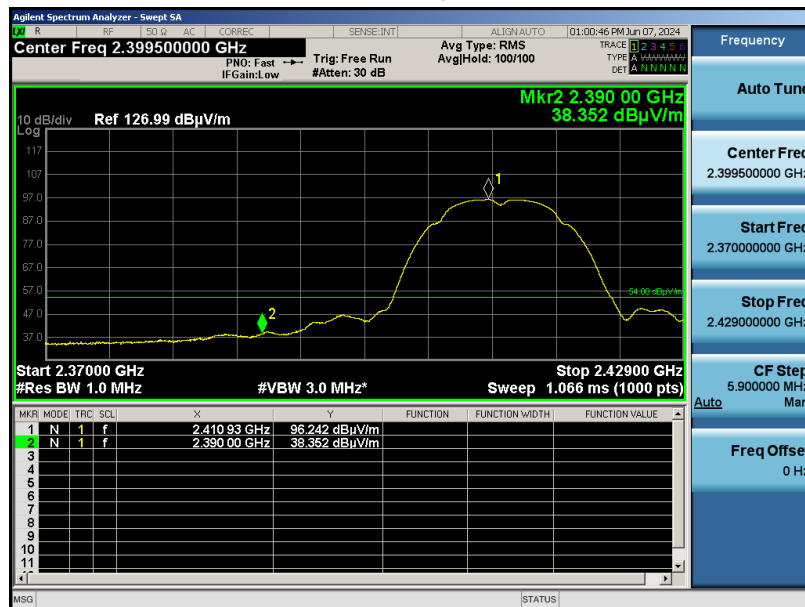 Agilent Spectrum Analyzer - Swept SA
LXI R RF 50 Ω AC CORREC SENSE:INT ALIGN AUTO 01:00:46 PM Jun 07, 2024
Center Freq 2.399500000 GHz
PNO: Fast
IFGain:Low
Trig: Free Run
#Atten: 30 dB
Avg Type: RMS
Avg|Hold: 100/100
TRACE 1 2 3 4 5 6
TYPE A WWWWW
DET A N N N N N
Mkr2 2.390 00 GHz
38.352 dBµV/m
10 dB/div Ref 126.99 dBµV/m
Log
117
107
97.0
87.0
77.0
67.0
57.0
47.0
37.0
1
2
54.00 dBµV/m
Start 2.37000 GHz Stop 2.42900 GHz
#Res BW 1.0 MHz #VBW 3.0 MHz* Sweep 1.066 ms (1000 pts)
MKR MODE TRC SCL X Y FUNCTION FUNCTION WIDTH FUNCTION VALUE
1 N 1 f 2.410 93 GHz 96.242 dBµV/m
2 N 1 f 2.390 00 GHz 38.352 dBµV/m
3
4
5
6
7
8
9
10
11
MSG STATUS
Frequency
Auto Tune
Center Freq
2.399500000 GHz
Start Freq
2.370000000 GHz
Stop Freq
2.429000000 GHz
CF Step
5.900000 MHz
Auto Man
Freq Offset
0 Hz